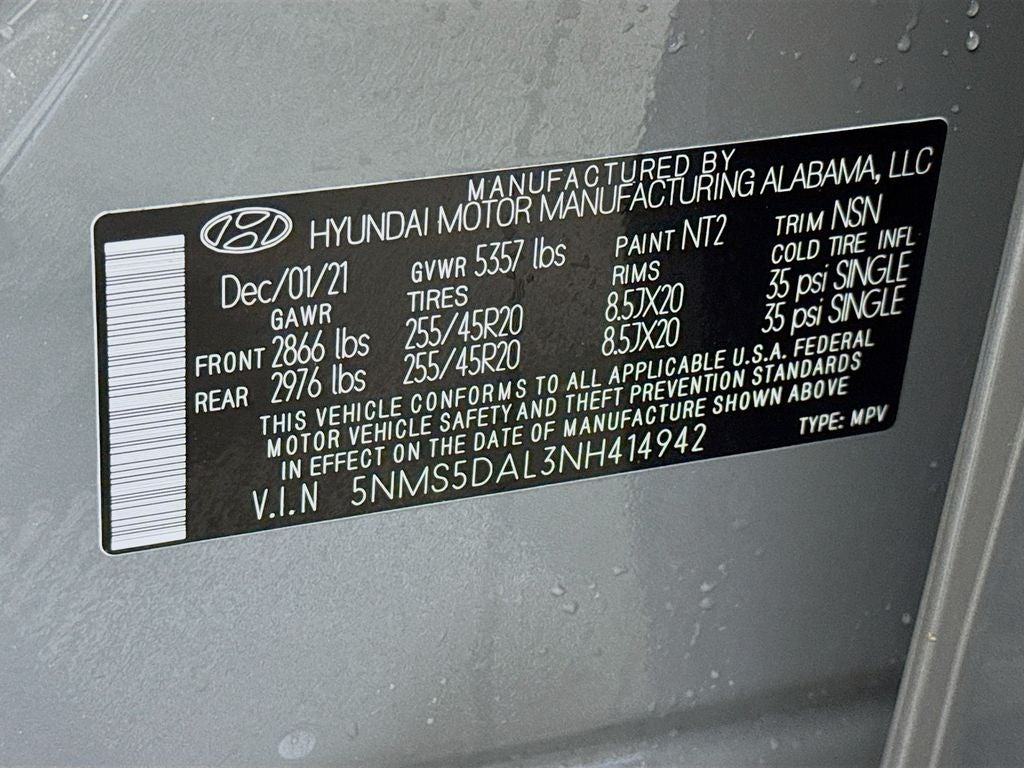 MANUFACTURED BY
HYUNDAI MOTOR MANUFACTURING ALABAMA, LLC
Dec/01/21 GVWR 5357 lbs PAINT NT2 TRIM NSN
GAWR TIRES RIMS COLD TIRE INFL
FRONT 2866 lbs 255/45R20 8.5JX20 35 psi SINGLE
REAR 2976 lbs 255/45R20 8.5JX20 35 psi SINGLE
THIS VEHICLE CONFORMS TO ALL APPLICABLE U.S.A. FEDERAL
MOTOR VEHICLE SAFETY AND THEFT PREVENTION STANDARDS
IN EFFECT ON THE DATE OF MANUFACTURE SHOWN ABOVE
V.I.N 5NMS5DAL3NH414942 TYPE: MPV